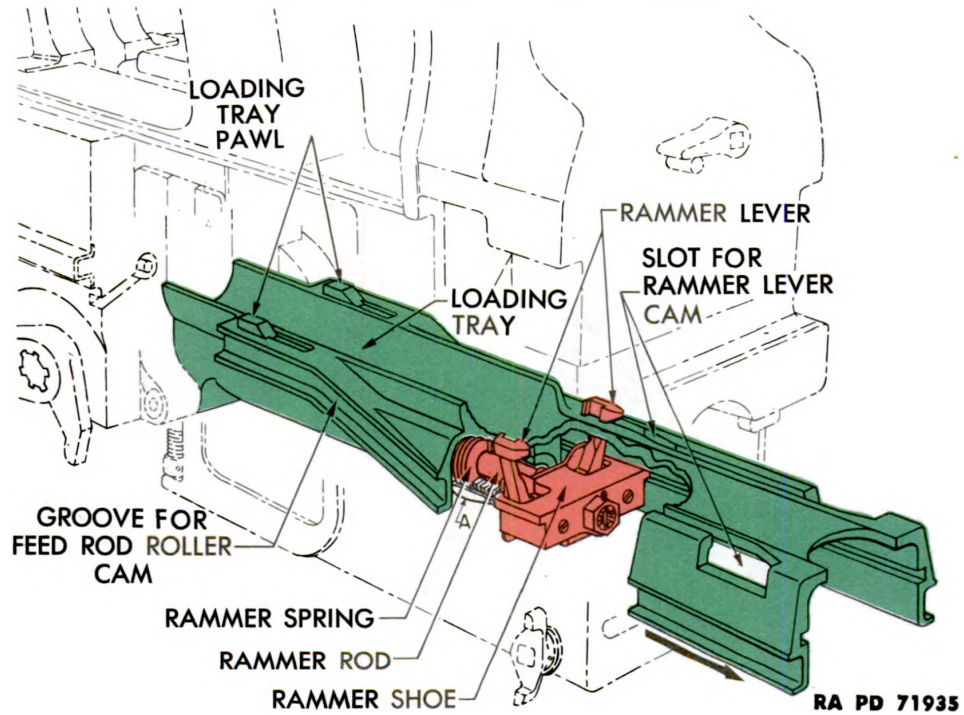 LOADING
TRAY
PAWL
RAMMER LEVER
SLOT FOR
RAMMER LEVER
CAM
LOADING
TRAY
A
GROOVE FOR
FEED ROD ROLLER
CAM
RAMMER SPRING
RAMMER ROD
RAMMER SHOE
RA PD 71935